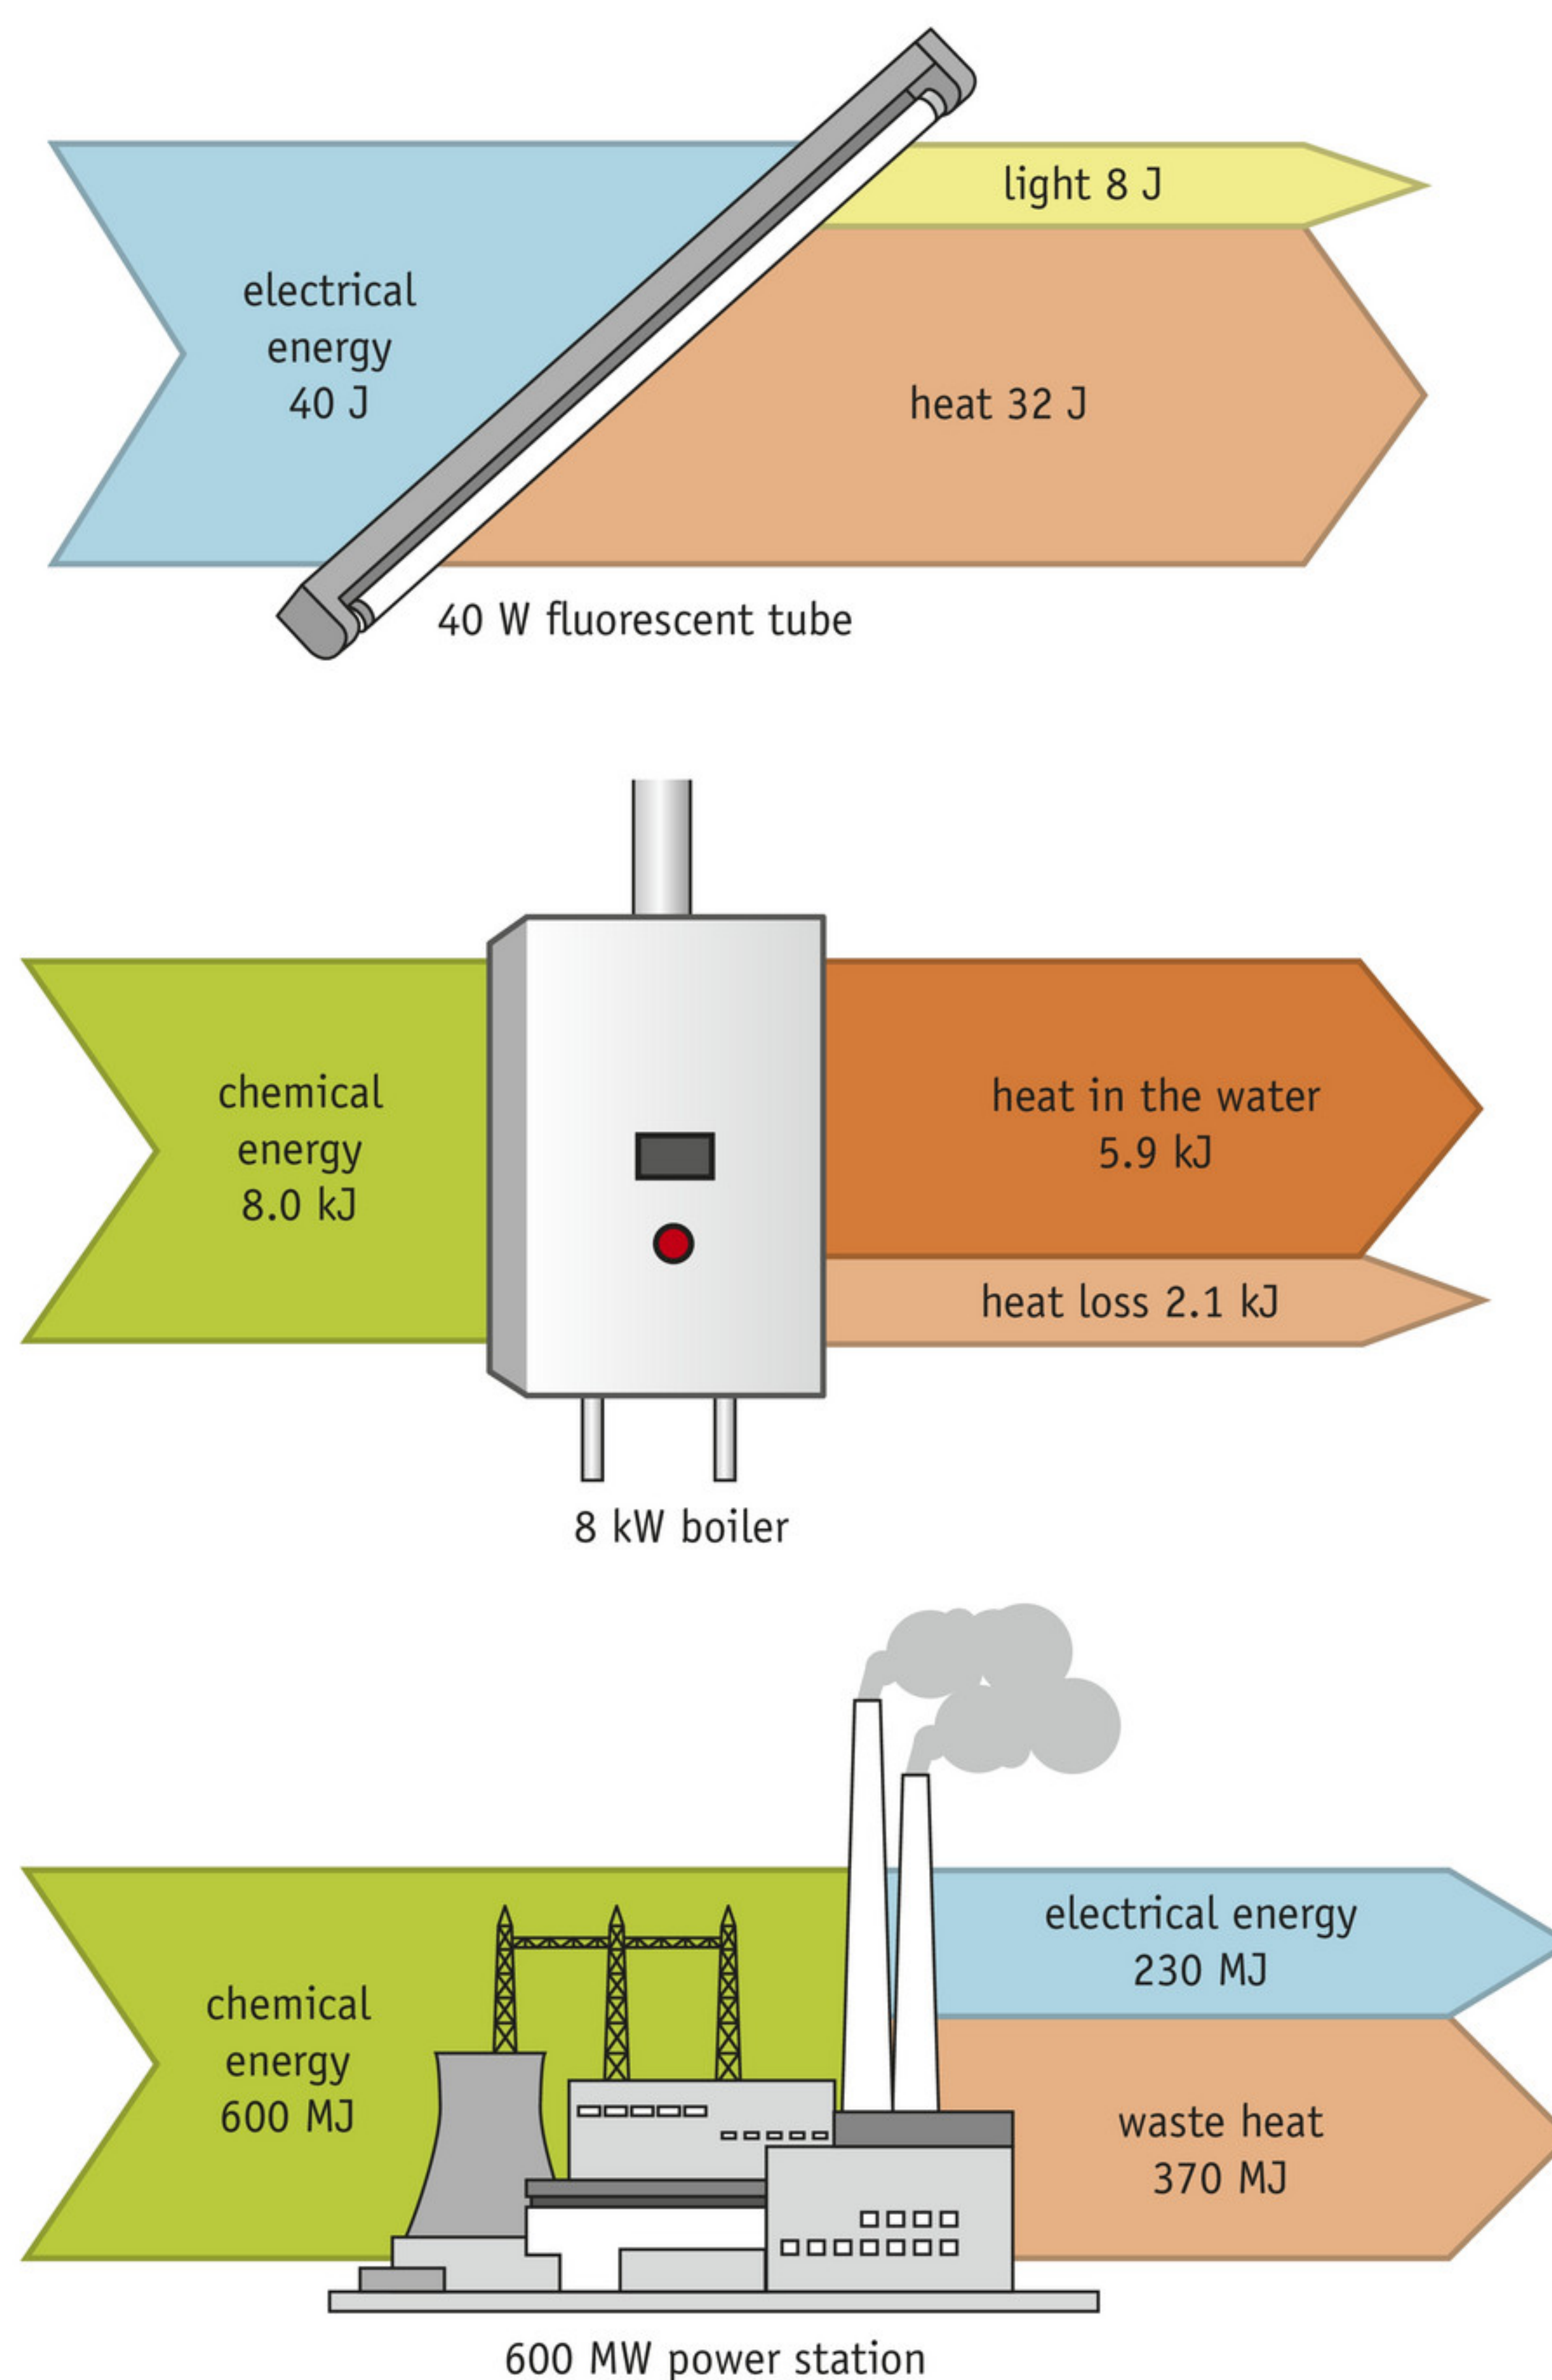 light 8 J
electrical
energy
40 J
heat 32 J
40 W fluorescent tube
chemical
energy
8.0 kJ
heat in the water
5.9 kJ
heat loss 2.1 kJ
8 kW boiler
electrical energy
230 MJ
chemical
energy
600 MJ
waste heat
370 MJ
600 MW power station